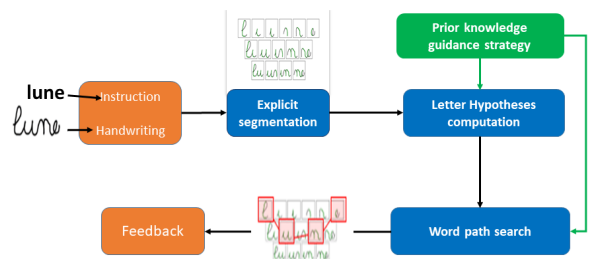 Prior knowledge
guidance strategy
lune
Instruction
lune
Handwriting
Explicit
segmentation
Letter Hypotheses
computation
Feedback
Word path search